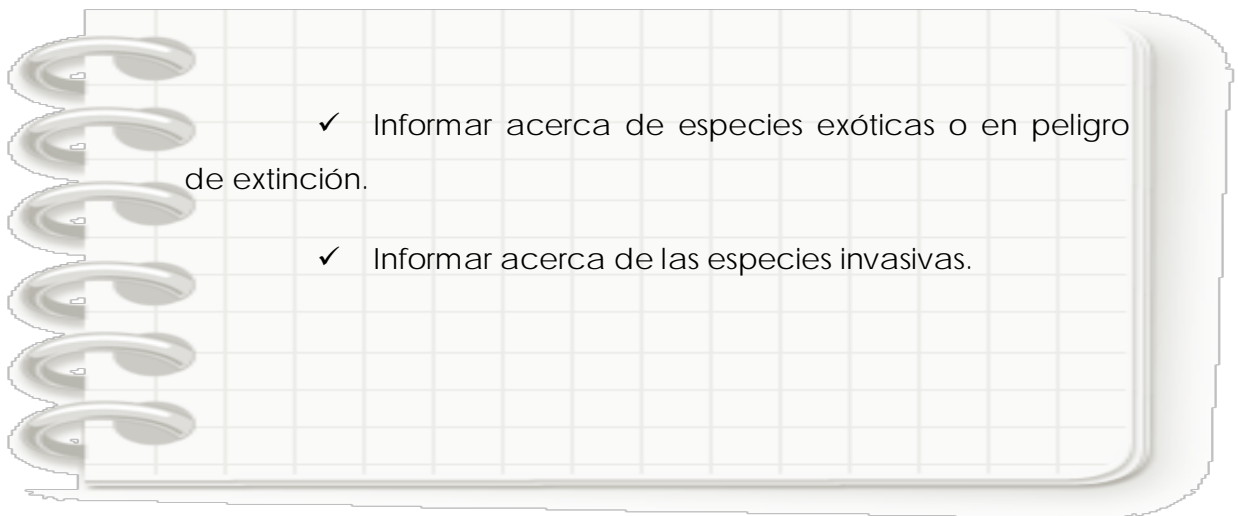 ✓ Informar acerca de especies exóticas o en peligro
de extinción.
✓ Informar acerca de las especies invasivas.